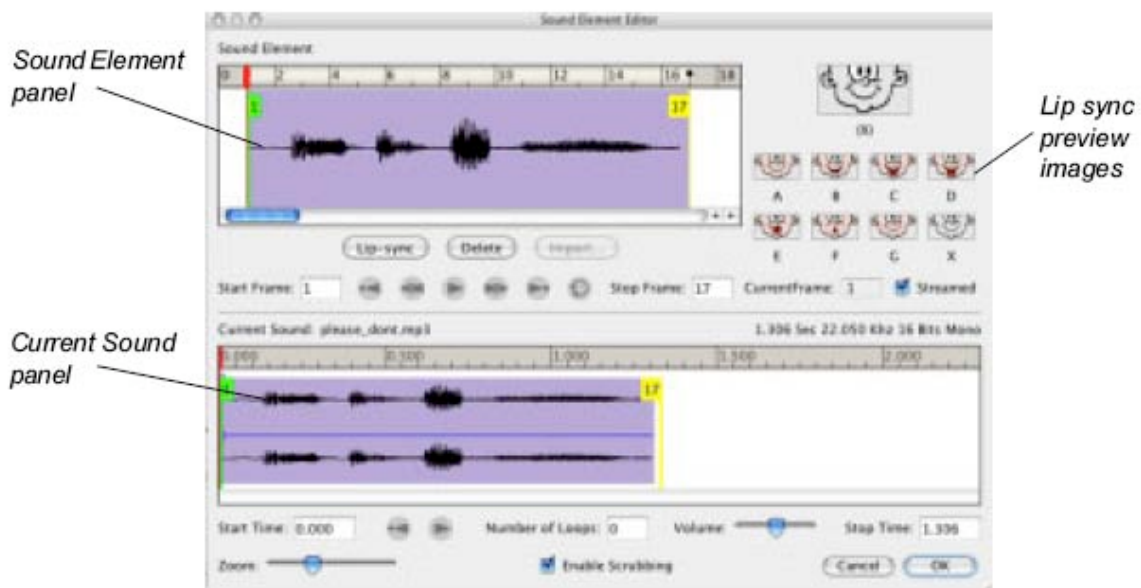 Sound Element Editor
Sound Element panel
Sound Element
0 2 4 6 8 10 12 14 16 18
1 17
(X)
Lip sync preview images
A B C D
E F G X
Lip-sync Delete Import...
Start Frame: 1 Stop Frame: 17 CurrentFrame: 1 Streamed
Current Sound panel
Current Sound: please_dont.mp3 1.306 Sec 22.050 Khz 16 Bits Mono
0.000 0.500 1.000 1.500 2.000
1 17
Start Time: 0.000 Number of Loops: 0 Volume: Stop Time: 1.306
Zoom: Enable Scrubbing Cancel OK